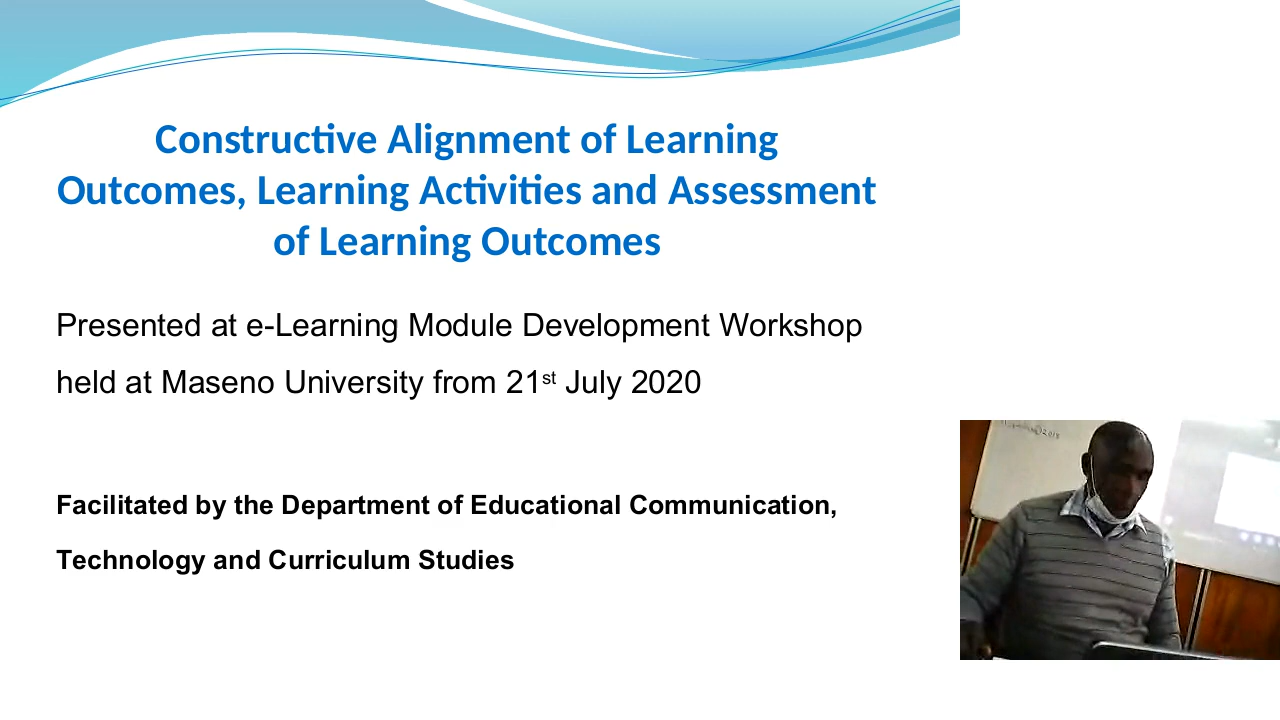 Constructive Alignment of Learning
Outcomes, Learning Activities and Assessment
of Learning Outcomes
Presented at e-Learning Module Development Workshop
held at Maseno University from 21st July 2020
Facilitated by the Department of Educational Communication,
Technology and Curriculum Studies